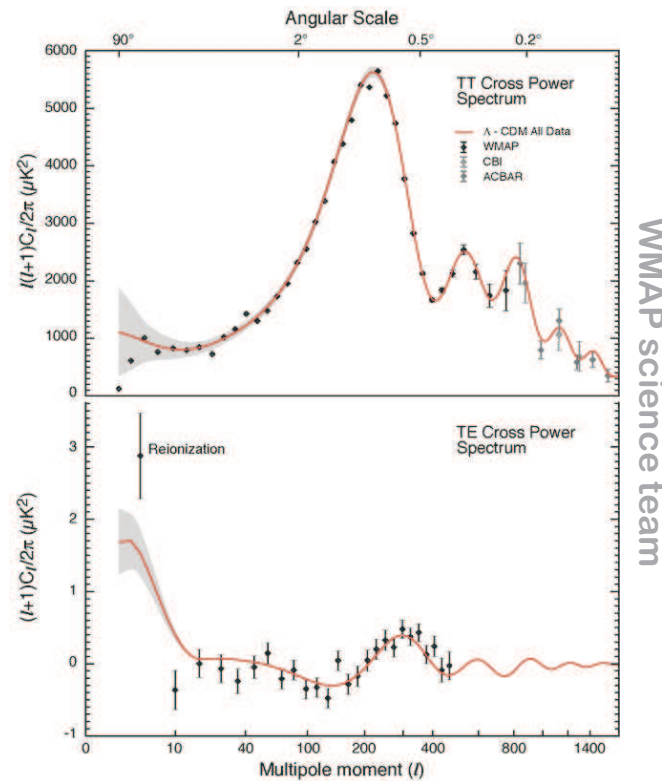 Angular Scale
90° 2° 0.5° 0.2°
6000
5000
4000
3000
2000
1000
0
l(l+1)Cl/2π (μK²)
TT Cross Power
Spectrum
Λ - CDM All Data
WMAP
CBI
ACBAR
3
2
1
0
-1
(l+1)Cl/2π (μK²)
Reionization
TE Cross Power
Spectrum
0 10 40 100 200 400 800 1400
Multipole moment (l)
WMAP science team